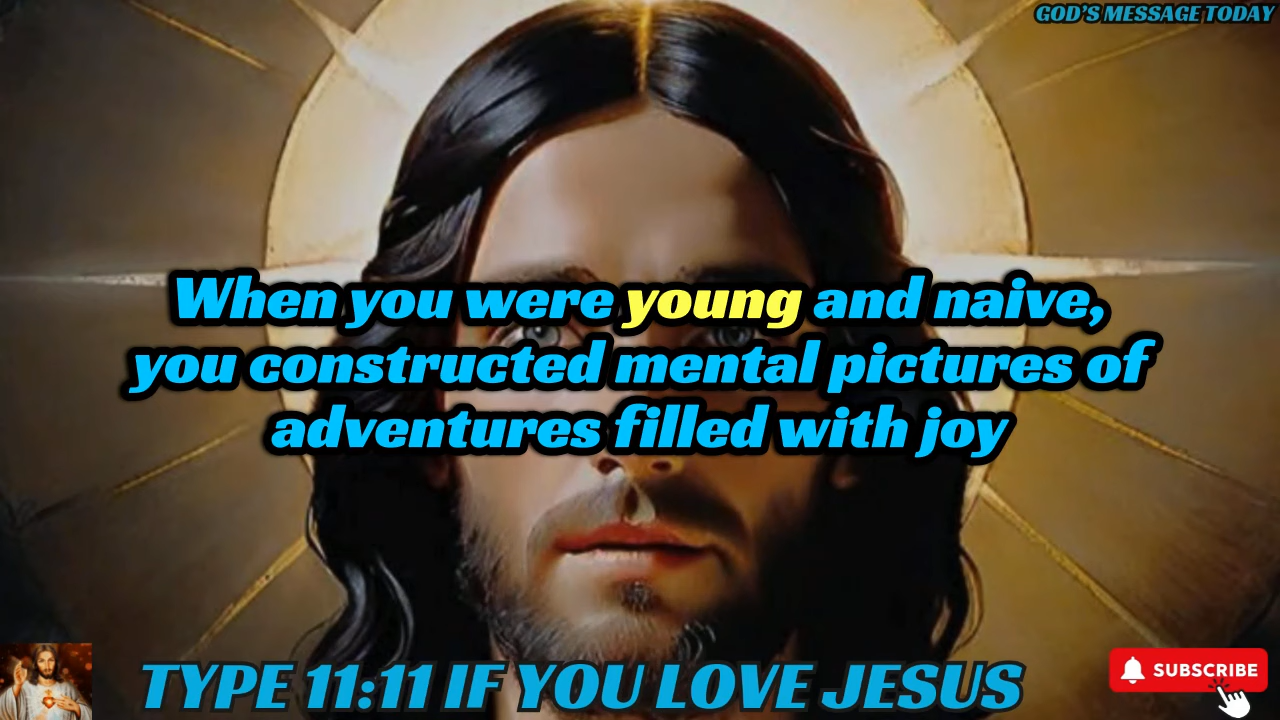 GOD'S MESSAGE TODAY
When you were young and naive,
you constructed mental pictures of
adventures filled with joy
TYPE 11:11 IF YOU LOVE JESUS
SUBSCRIBE